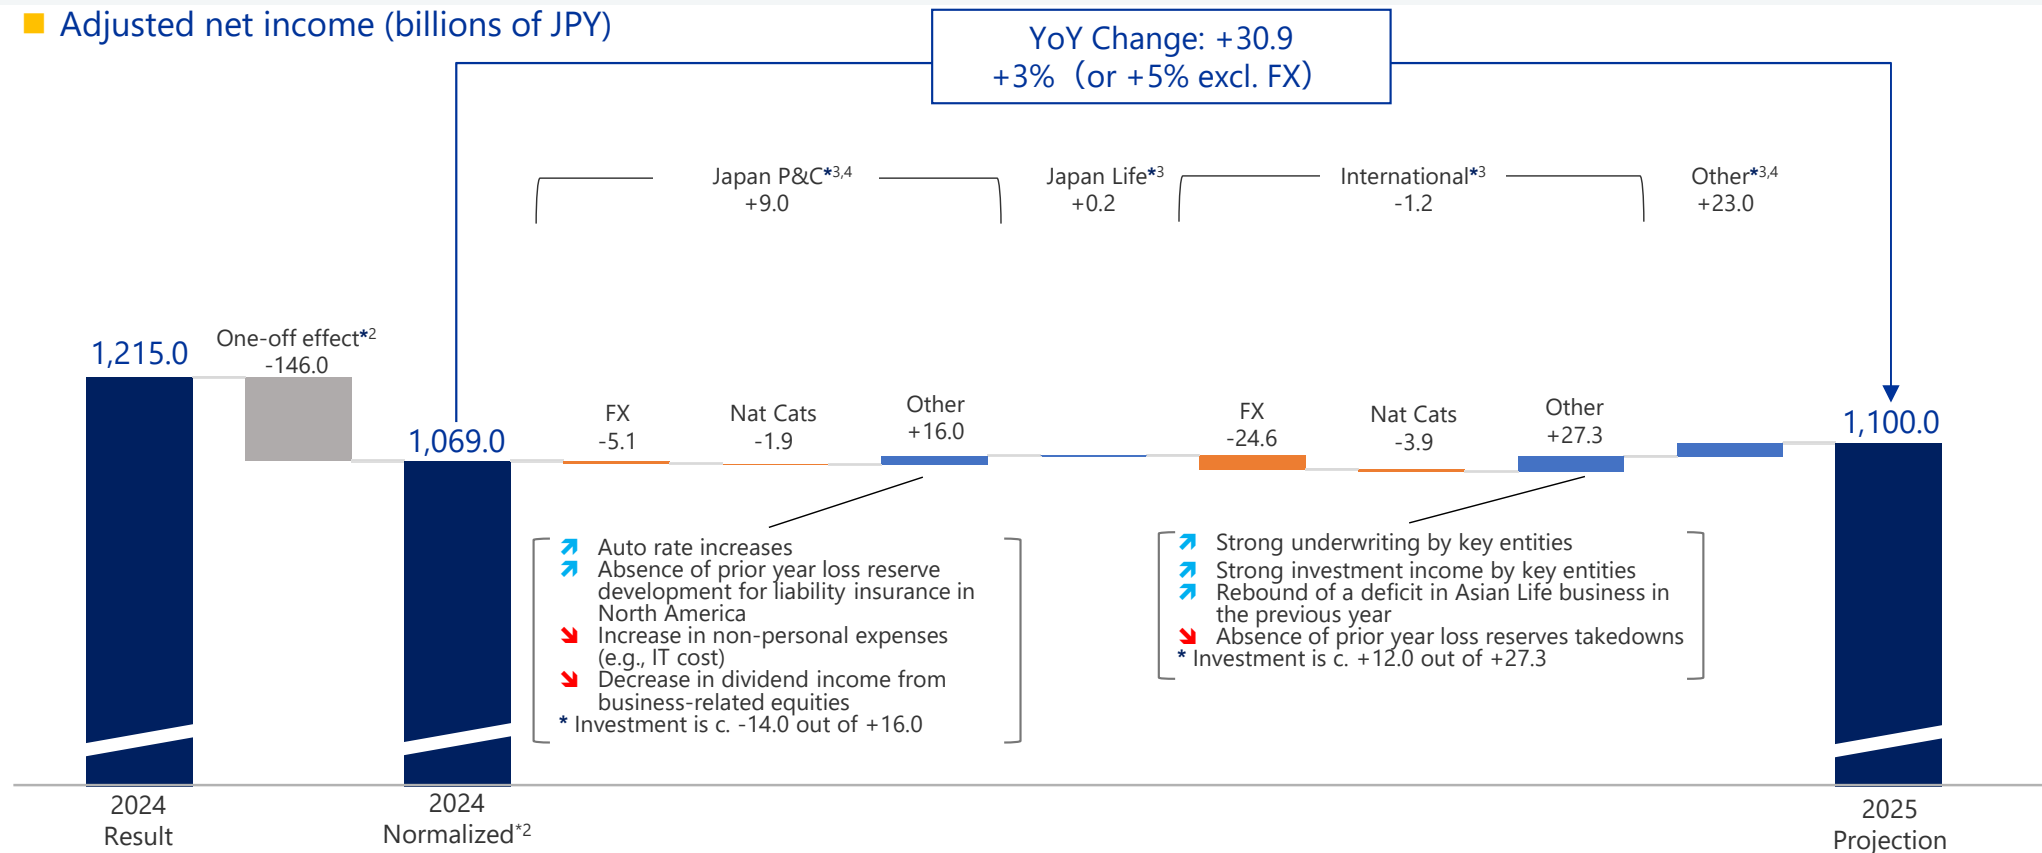 Adjusted net income (billions of JPY)
YoY Change: +30.9
+3%（or +5% excl. FX）
Japan P&C*3,4
+9.0
Japan Life*3
+0.2
International*3
-1.2
Other*3,4
+23.0
1,215.0
One-off effect*2
-146.0
1,069.0
FX
-5.1
Nat Cats
-1.9
Other
+16.0
FX
-24.6
Nat Cats
-3.9
Other
+27.3
1,100.0
Auto rate increases
Absence of prior year loss reserve
development for liability insurance in
North America
Increase in non-personal expenses
(e.g., IT cost)
Decrease in dividend income from
business-related equities
* Investment is c. -14.0 out of +16.0
Strong underwriting by key entities
Strong investment income by key entities
Rebound of a deficit in Asian Life business in
the previous year
Absence of prior year loss reserves takedowns
* Investment is c. +12.0 out of +27.3
2024
Result
2024
Normalized*2
2025
Projection